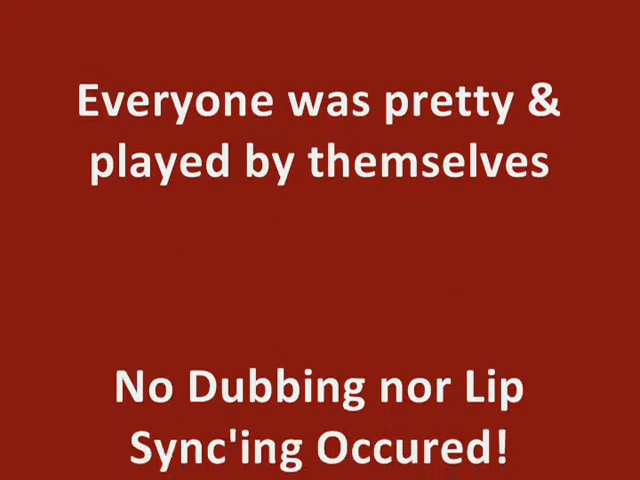 Everyone was pretty &
played by themselves
No Dubbing nor Lip
Sync'ing Occured!